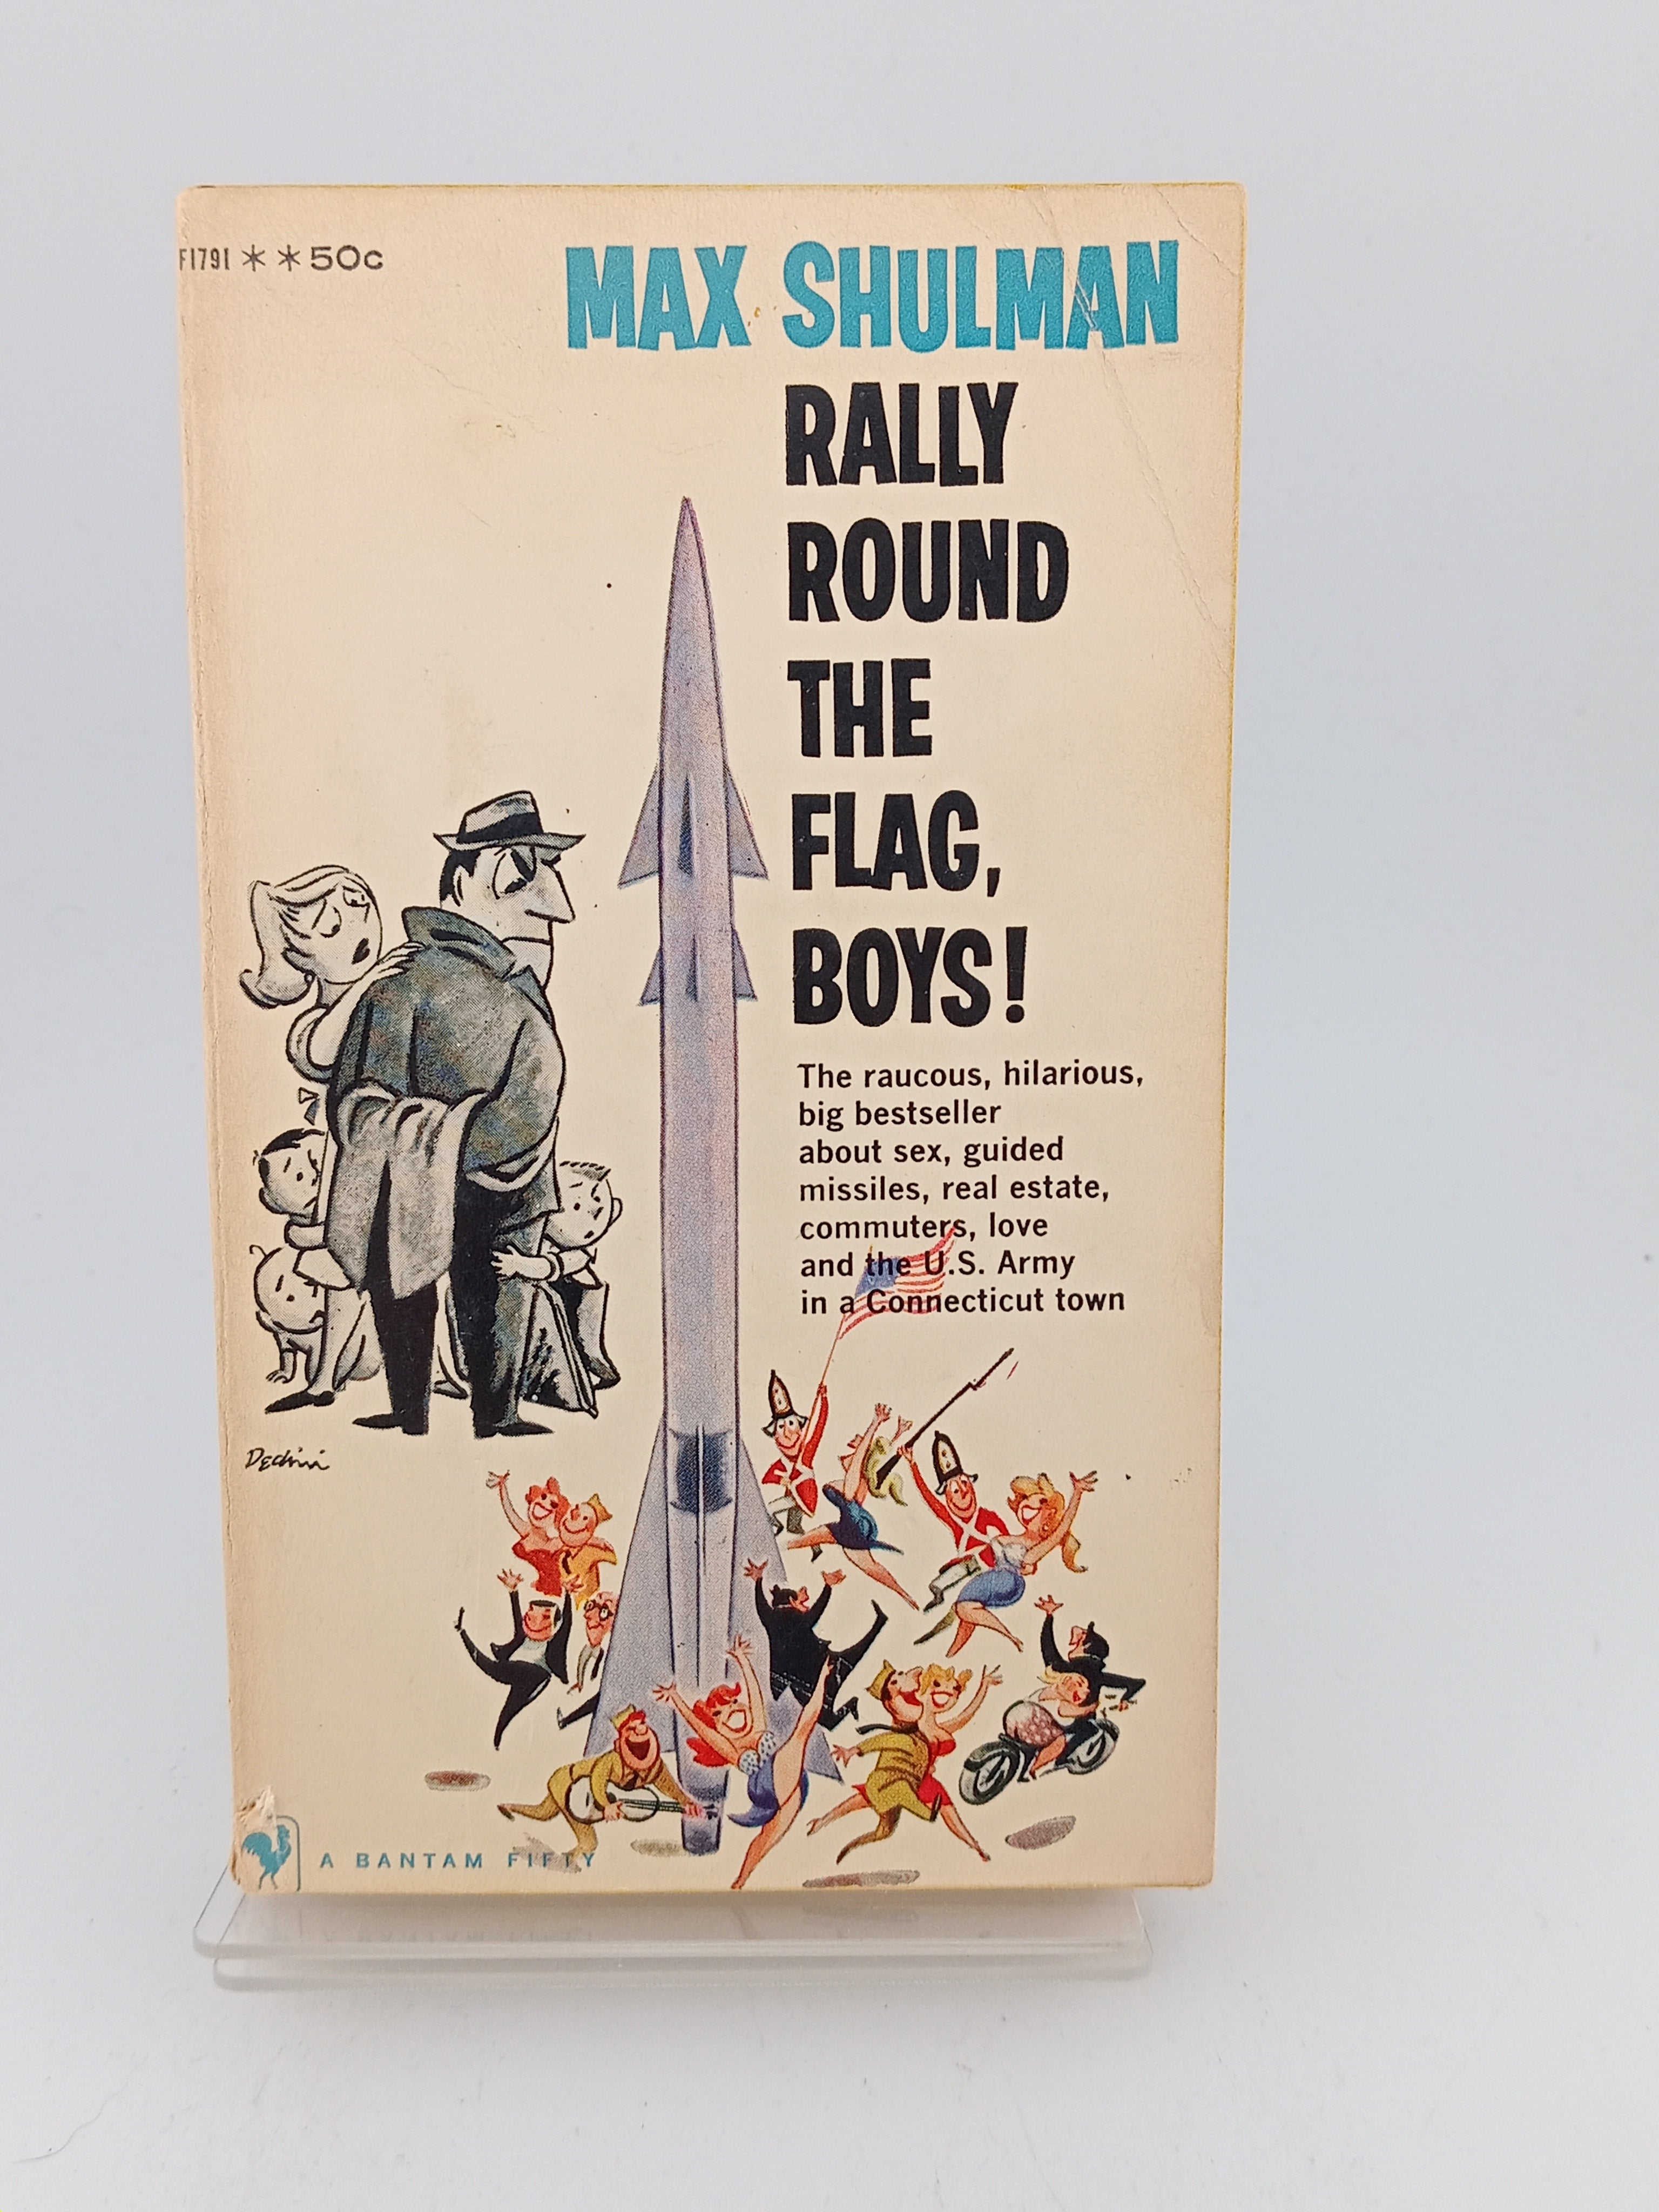 F1791 ** 50c
MAX SHULMAN
RALLY
ROUND
THE
FLAG,
BOYS!
The raucous, hilarious,
big bestseller
about sex, guided
missiles, real estate,
commuters, love
and the U.S. Army
in a Connecticut town
Dedini
A BANTAM FIFTY